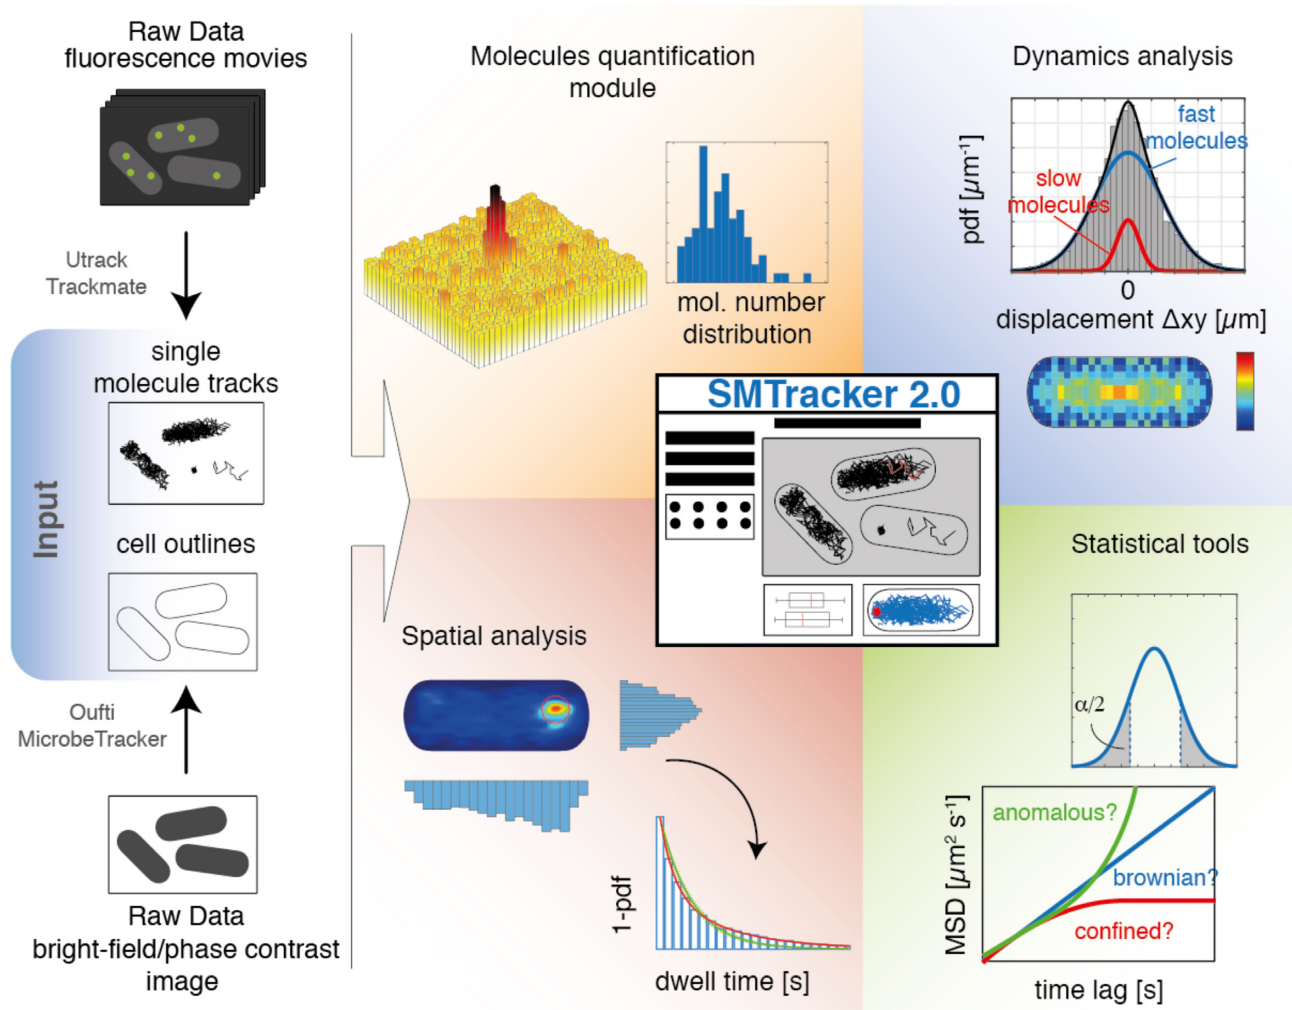 Raw Data
fluorescence movies
Utrack
Trackmate
Input
single
molecule tracks
cell outlines
Oufti
MicrobeTracker
Raw Data
bright-field/phase contrast
image
Molecules quantification
module
mol. number
distribution
Dynamics analysis
pdf [µm⁻¹]
fast
molecules
slow
molecules
0
displacement Δxy [µm]
SMTracker 2.0
Spatial analysis
1-pdf
dwell time [s]
Statistical tools
α/2
MSD [µm² s⁻¹]
anomalous?
brownian?
confined?
time lag [s]